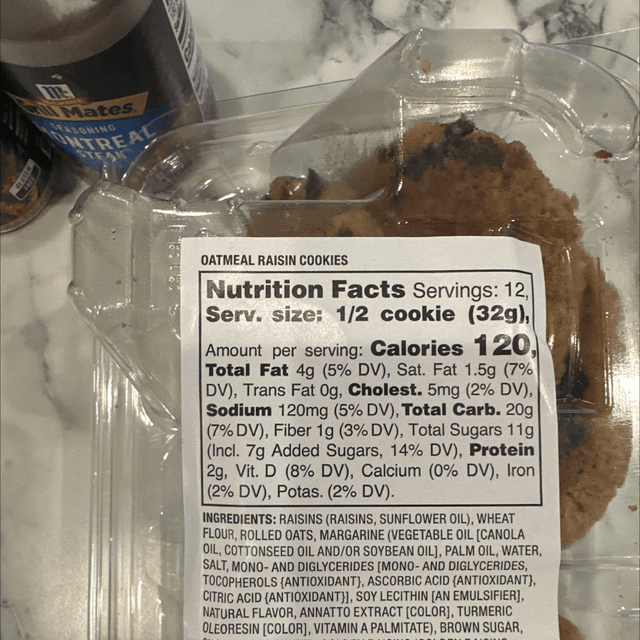 Grill Mates
SEASONING
MONTREAL
STEAK
OATMEAL RAISIN COOKIES
Nutrition Facts Servings: 12,
Serv. size: 1/2 cookie (32g),
Amount per serving: Calories 120,
Total Fat 4g (5% DV), Sat. Fat 1.5g (7%
DV), Trans Fat 0g, Cholest. 5mg (2% DV),
Sodium 120mg (5% DV), Total Carb. 20g
(7% DV), Fiber 1g (3% DV), Total Sugars 11g
(Incl. 7g Added Sugars, 14% DV), Protein
2g, Vit. D (8% DV), Calcium (0% DV), Iron
(2% DV), Potas. (2% DV).
INGREDIENTS: RAISINS (RAISINS, SUNFLOWER OIL), WHEAT
FLOUR, ROLLED OATS, MARGARINE (VEGETABLE OIL [CANOLA
OIL, COTTONSEED OIL AND/OR SOYBEAN OIL], PALM OIL, WATER,
SALT, MONO- AND DIGLYCERIDES [MONO- AND DIGLYCERIDES,
TOCOPHEROLS {ANTIOXIDANT}, ASCORBIC ACID {ANTIOXIDANT},
CITRIC ACID {ANTIOXIDANT}], SOY LECITHIN [AN EMULSIFIER],
NATURAL FLAVOR, ANNATTO EXTRACT [COLOR], TURMERIC
OLEORESIN [COLOR], VITAMIN A PALMITATE), BROWN SUGAR,